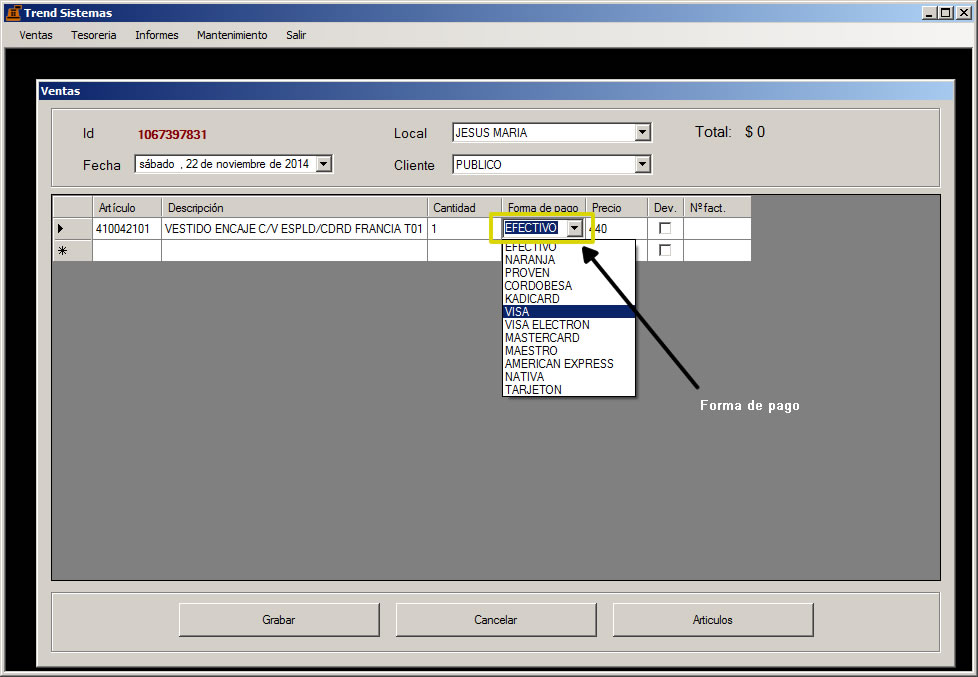 Trend Sistemas
Ventas Tesoreria Informes Mantenimiento Salir
Ventas
Id 1067397831 Local JESUS MARIA Total: $ 0
Fecha sábado , 22 de noviembre de 2014 Cliente PUBLICO
Artículo Descripción Cantidad Forma de pago Precio Dev. Nº fact.
410042101 VESTIDO ENCAJE C/V ESPLD/CDRD FRANCIA T01 1 EFECTIVO 440
EFECTIVO
NARANJA
PROVEN
CORDOBESA
KADICARD
VISA
VISA ELECTRON
MASTERCARD
MAESTRO
AMERICAN EXPRESS
NATIVA
TARJETON
Forma de pago
Grabar Cancelar Articulos